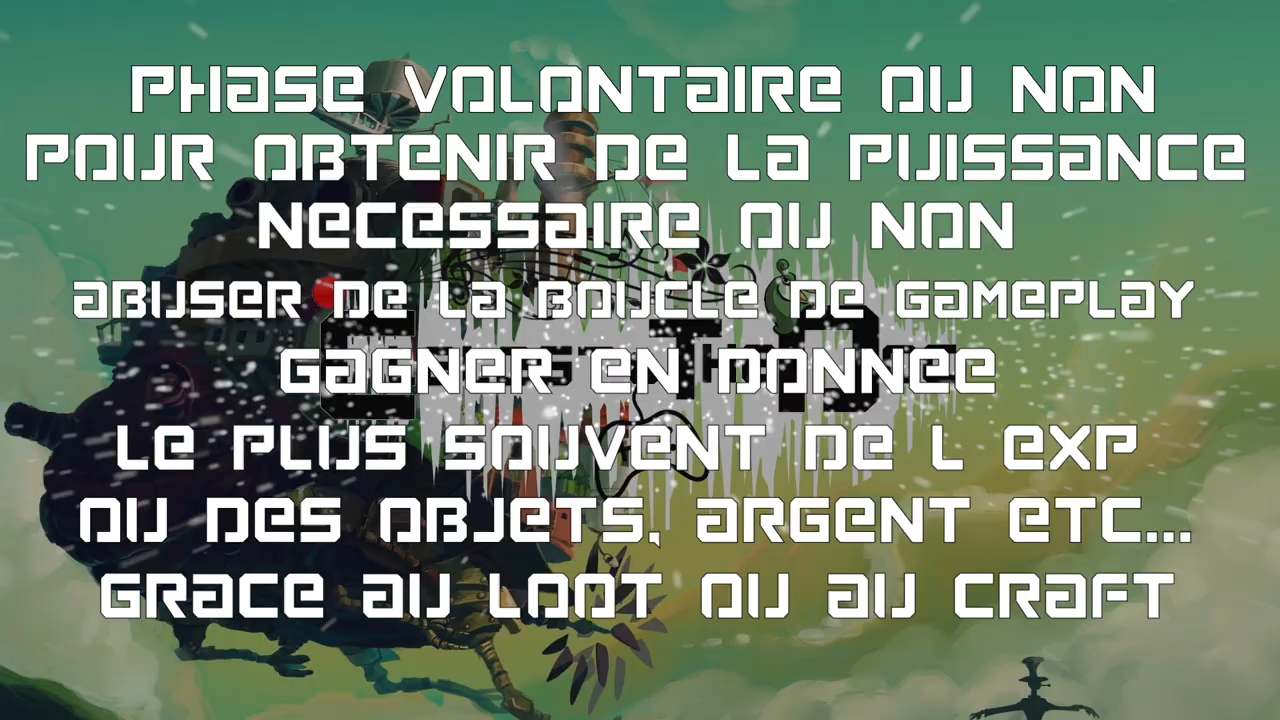 PHASE VOLONTAIRE OU NON
POUR OBTENIR DE LA PUISSANCE
NECESSAIRE OU NON
ABUSER DE LA BOUCLE DE GAMEPLAY
GAGNER EN DONNEE
LE PLUS SOUVENT DE L EXP
OU DES OBJETS, ARGENT ETC...
GRACE AU LOOT OU AU CRAFT